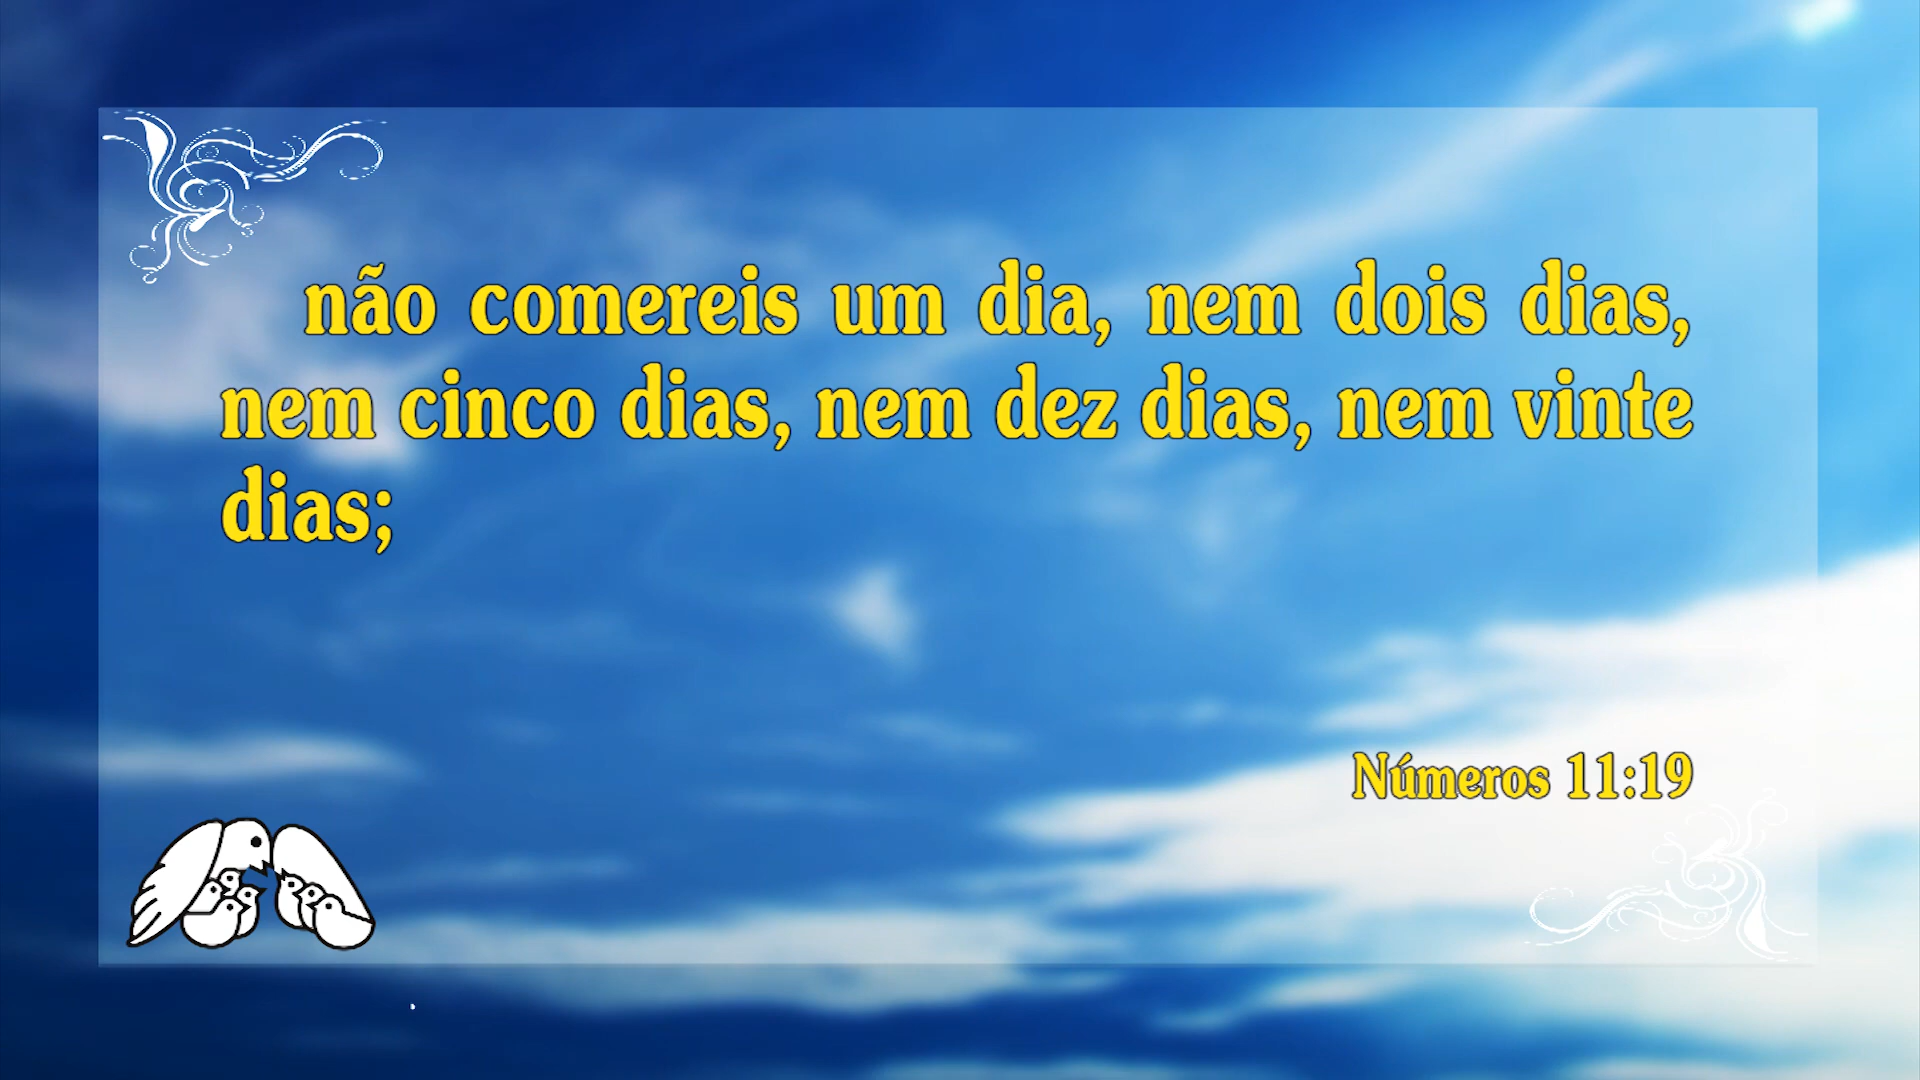 não comereis um dia, nem dois dias,
nem cinco dias, nem dez dias, nem vinte
dias;
Números 11:19